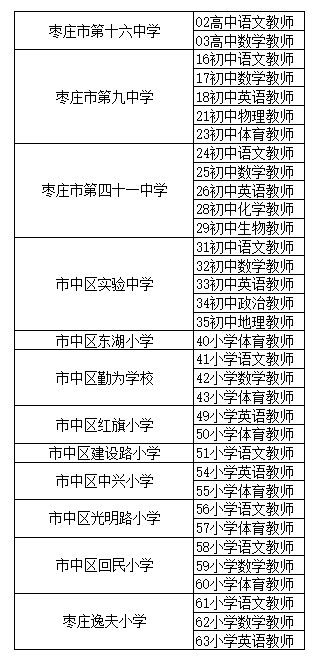 枣庄市第十六中学
02高中语文教师
03高中数学教师
枣庄市第九中学
16初中语文教师
17初中数学教师
18初中英语教师
21初中物理教师
23初中体育教师
枣庄市第四十一中学
24初中语文教师
25初中数学教师
26初中英语教师
28初中化学教师
29初中生物教师
市中区实验中学
31初中语文教师
32初中数学教师
33初中英语教师
34初中政治教师
35初中地理教师
市中区东湖小学
40小学体育教师
市中区勤为学校
41小学语文教师
42小学数学教师
43小学体育教师
市中区红旗小学
49小学英语教师
50小学体育教师
市中区建设路小学
51小学语文教师
市中区中兴小学
54小学英语教师
55小学体育教师
市中区光明路小学
56小学语文教师
57小学体育教师
市中区回民小学
58小学语文教师
59小学数学教师
60小学体育教师
枣庄逸夫小学
61小学语文教师
62小学数学教师
63小学英语教师